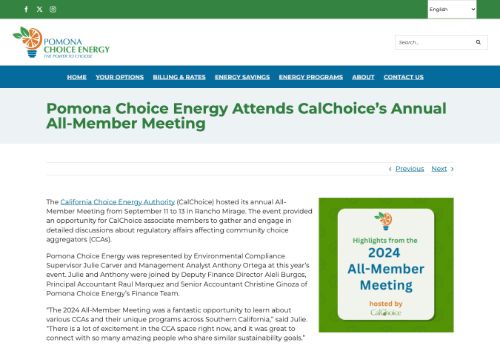 English
POMONA
CHOICE ENERGY
THE POWER TO CHOOSE
Search...
HOME YOUR OPTIONS BILLING & RATES ENERGY SAVINGS ENERGY PROGRAMS ABOUT CONTACT US
Pomona Choice Energy Attends CalChoice’s Annual
All-Member Meeting
Previous Next
The California Choice Energy Authority (CalChoice) hosted its annual All-
Member Meeting from September 11 to 13 in Rancho Mirage. The event provided
an opportunity for CalChoice associate members to gather and engage in
detailed discussions about regulatory affairs affecting community choice
aggregators (CCAs).
Pomona Choice Energy was represented by Environmental Compliance
Supervisor Julie Carver and Management Analyst Anthony Ortega at this year’s
event. Julie and Anthony were joined by Deputy Finance Director Aleli Burgos,
Principal Accountant Raul Marquez and Senior Accountant Christine Ginoza of
Pomona Choice Energy’s Finance Team.
“The 2024 All-Member Meeting was a fantastic opportunity to learn about
various CCAs and their unique programs across Southern California,” said Julie.
“There is a lot of excitement in the CCA space right now, and it was great to
connect with so many amazing people who share similar sustainability goals.”
Highlights from the
2024
All-Member
Meeting
hosted by
CalChoice